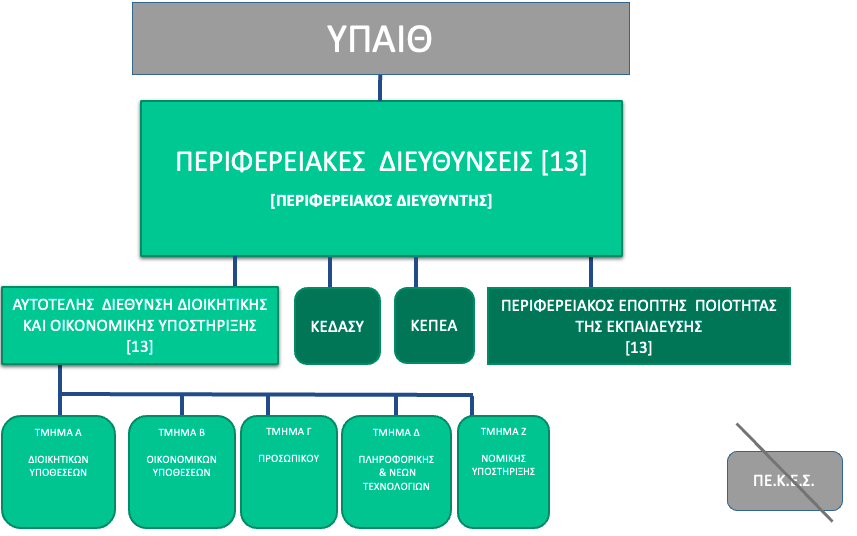 ΥΠΑΙΘ
ΠΕΡΙΦΕΡΕΙΑΚΕΣ ΔΙΕΥΘΥΝΣΕΙΣ [13]
[ΠΕΡΙΦΕΡΕΙΑΚΟΣ ΔΙΕΥΘΥΝΤΗΣ]
ΑΥΤΟΤΕΛΗΣ ΔΙΕΘΥΝΣΗ ΔΙΟΙΚΗΤΙΚΗΣ
ΚΑΙ ΟΙΚΟΝΟΜΙΚΗΣ ΥΠΟΣΤΗΡΙΞΗΣ
[13]
ΚΕΔΑΣΥ
ΚΕΠΕΑ
ΠΕΡΙΦΕΡΕΙΑΚΟΣ ΕΠΟΠΤΗΣ ΠΟΙΟΤΗΤΑΣ
ΤΗΣ ΕΚΠΑΙΔΕΥΣΗΣ
[13]
ΤΜΗΜΑ Α
ΔΙΟΙΚΗΤΙΚΩΝ
ΥΠΟΘΕΣΕΩΝ
ΤΜΗΜΑ Β
ΟΙΚΟΝΟΜΙΚΩΝ
ΥΠΟΘΕΣΕΩΝ
ΤΜΗΜΑ Γ
ΠΡΟΣΩΠΙΚΟΥ
ΤΜΗΜΑ Δ
ΠΛΗΡΟΦΟΡΙΚΗΣ
& ΝΕΩΝ
ΤΕΧΝΟΛΟΓΙΩΝ
ΤΜΗΜΑ Ζ
ΝΟΜΙΚΗΣ
ΥΠΟΣΤΗΡΙΞΗΣ
ΠΕ.Κ.Ε.Σ.